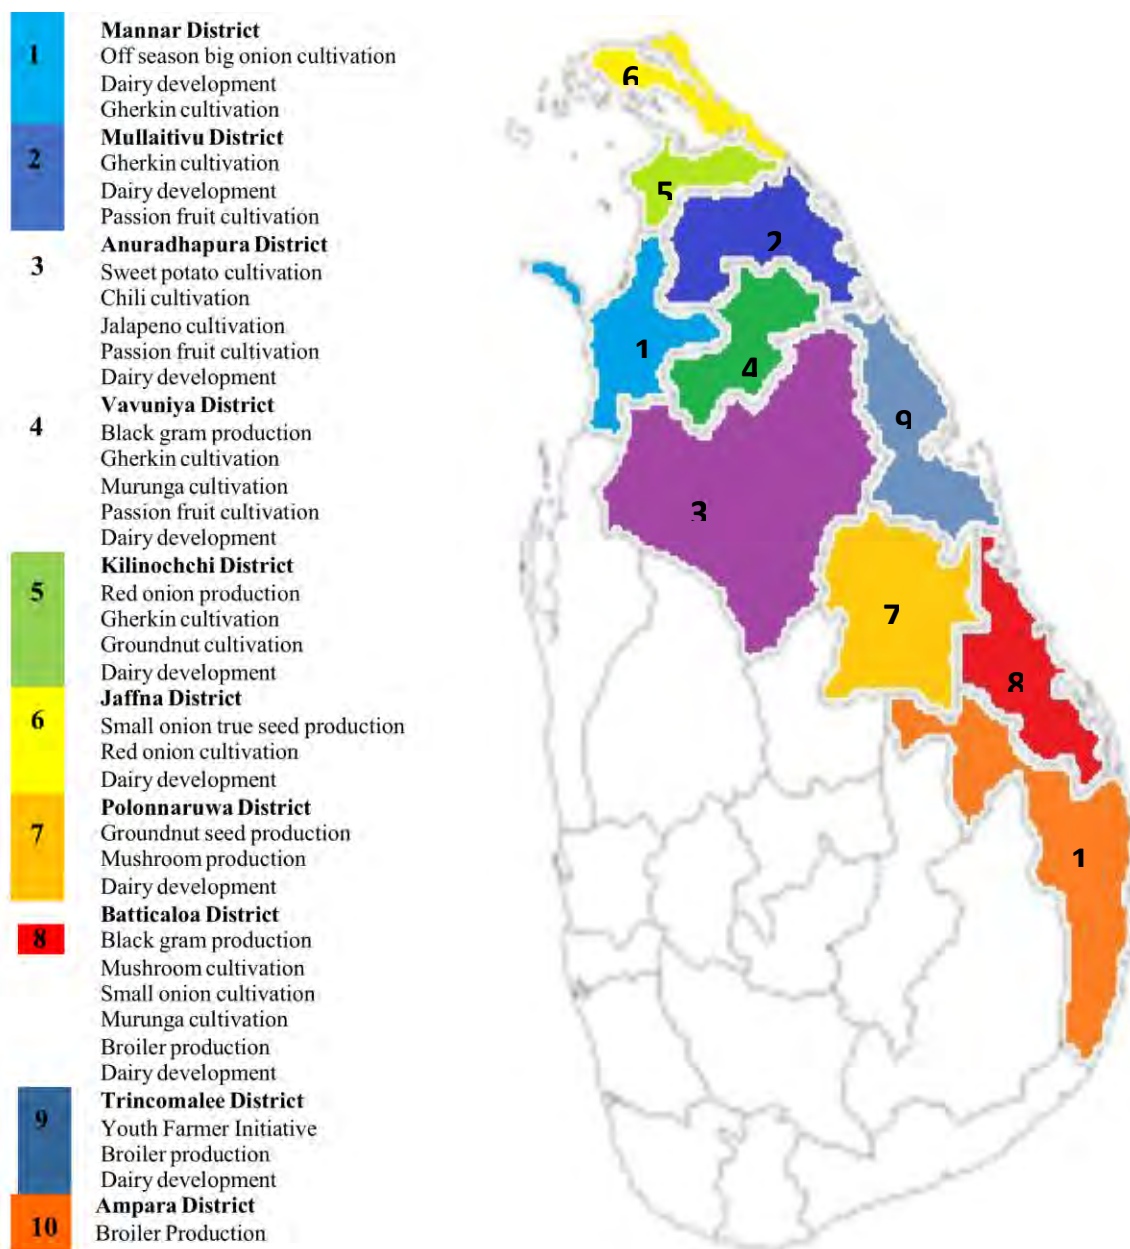 1
Mannar District
Off season big onion cultivation
Dairy development
Gherkin cultivation
2
Mullaitivu District
Gherkin cultivation
Dairy development
Passion fruit cultivation
3
Anuradhapura District
Sweet potato cultivation
Chili cultivation
Jalapeno cultivation
Passion fruit cultivation
Dairy development
4
Vavuniya District
Black gram production
Gherkin cultivation
Murunga cultivation
Passion fruit cultivation
Dairy development
5
Kilinochchi District
Red onion production
Gherkin cultivation
Groundnut cultivation
Dairy development
6
Jaffna District
Small onion true seed production
Red onion cultivation
Dairy development
7
Polonnaruwa District
Groundnut seed production
Mushroom production
Dairy development
8
Batticaloa District
Black gram production
Mushroom cultivation
Small onion cultivation
Murunga cultivation
Broiler production
Dairy development
9
Trincomalee District
Youth Farmer Initiative
Broiler production
Dairy development
10
Ampara District
Broiler Production
6
5
2
1
4
9
3
7
8
1